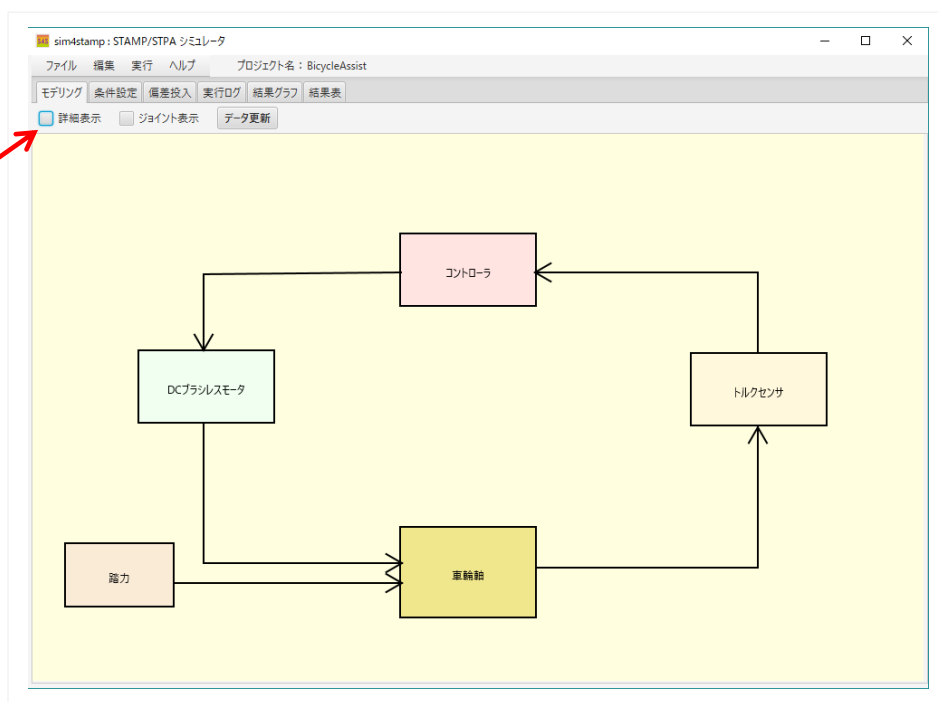 S4S sim4stamp : STAMP/STPA シミュレータ
ファイル 編集 実行 ヘルプ プロジェクト名 : BicycleAssist
モデリング 条件設定 偏差投入 実行ログ 結果グラフ 結果表
詳細表示 ジョイント表示 データ更新
コントローラ
DCブラシレスモータ
トルクセンサ
踏力
車輪軸